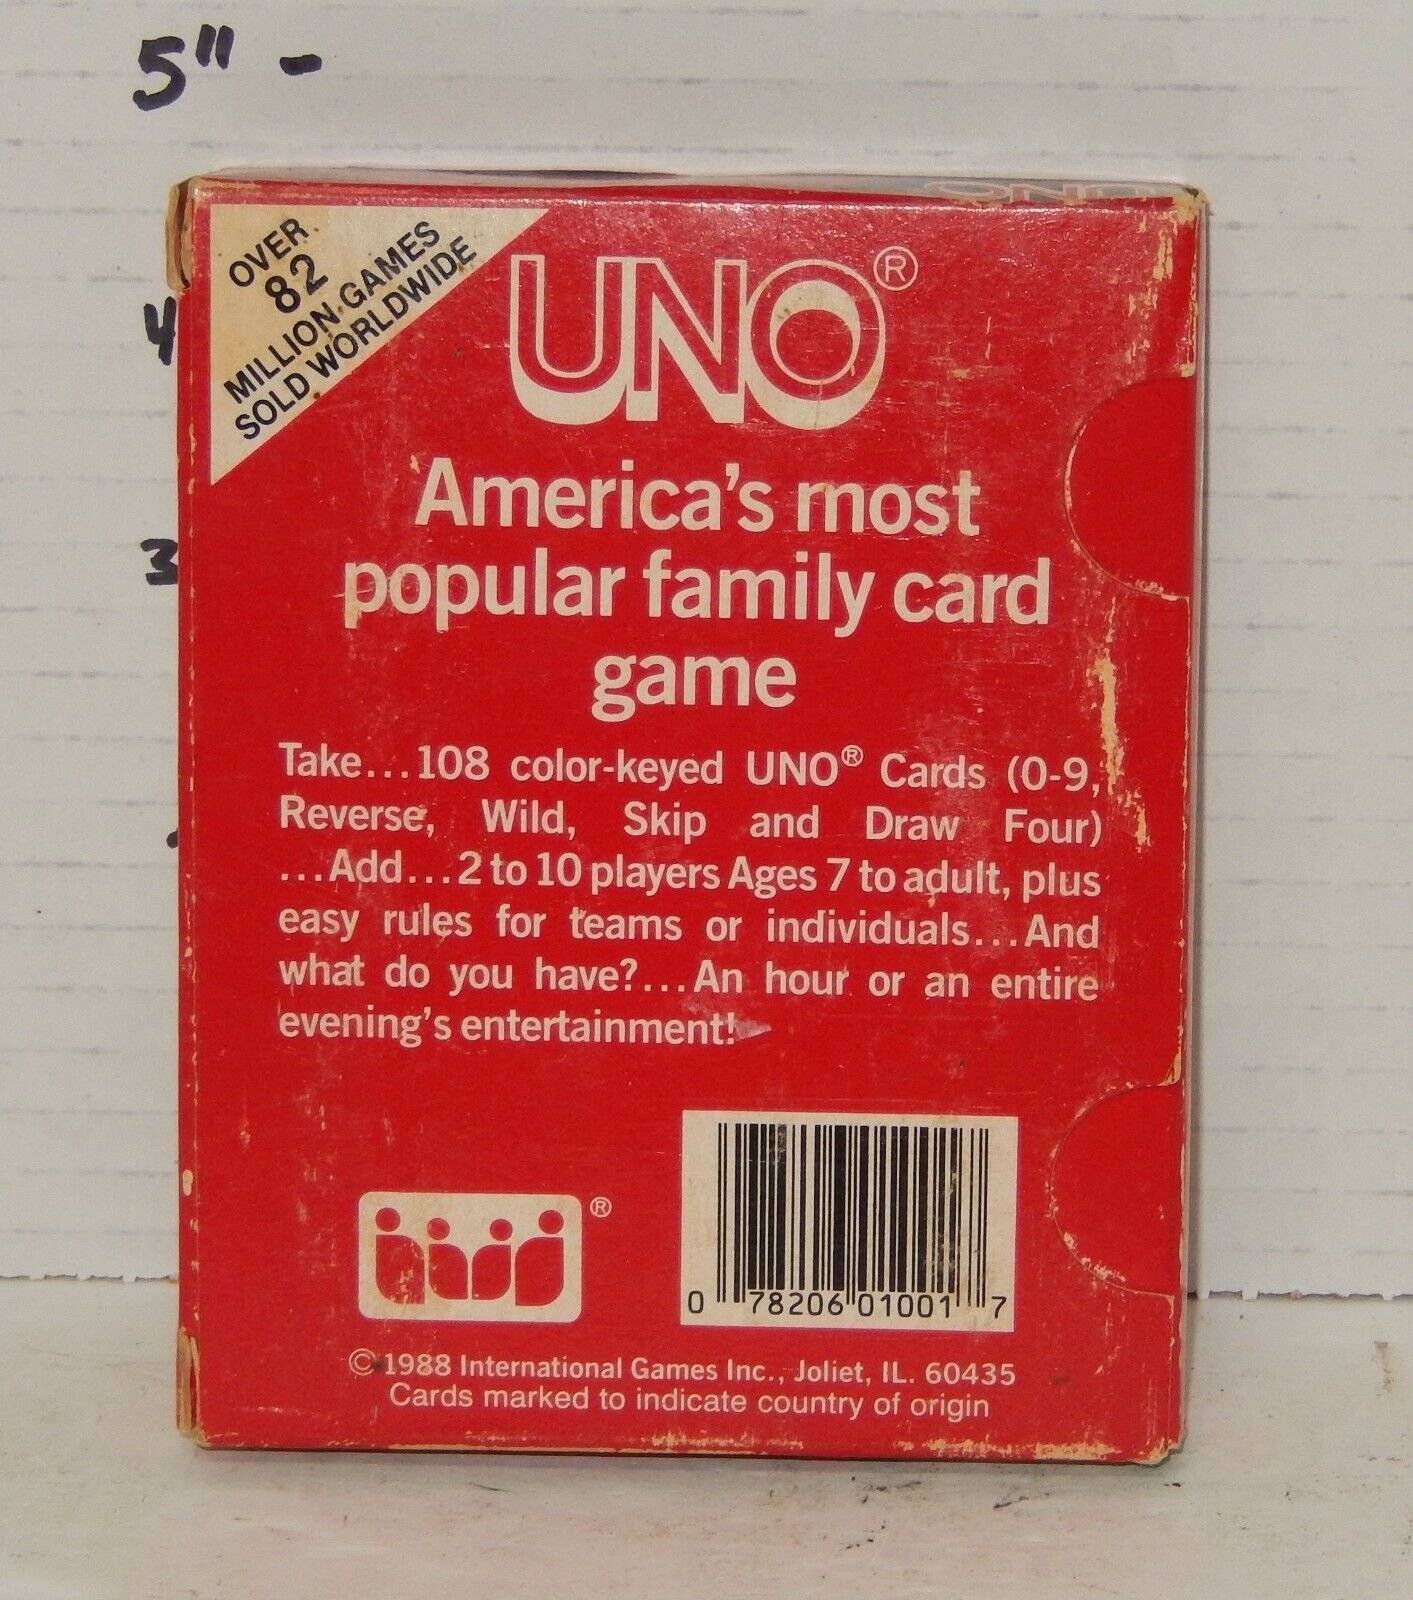 5" -
4
3
UNO
OVER
82
MILLION GAMES
SOLD WORLDWIDE
UNO®
America's most
popular family card
game
Take...108 color-keyed UNO® Cards (0-9,
Reverse, Wild, Skip and Draw Four)
...Add...2 to 10 players Ages 7 to adult, plus
easy rules for teams or individuals...And
what do you have?...An hour or an entire
evening's entertainment!
®
0 78206 01001 7
© 1988 International Games Inc., Joliet, IL. 60435
Cards marked to indicate country of origin